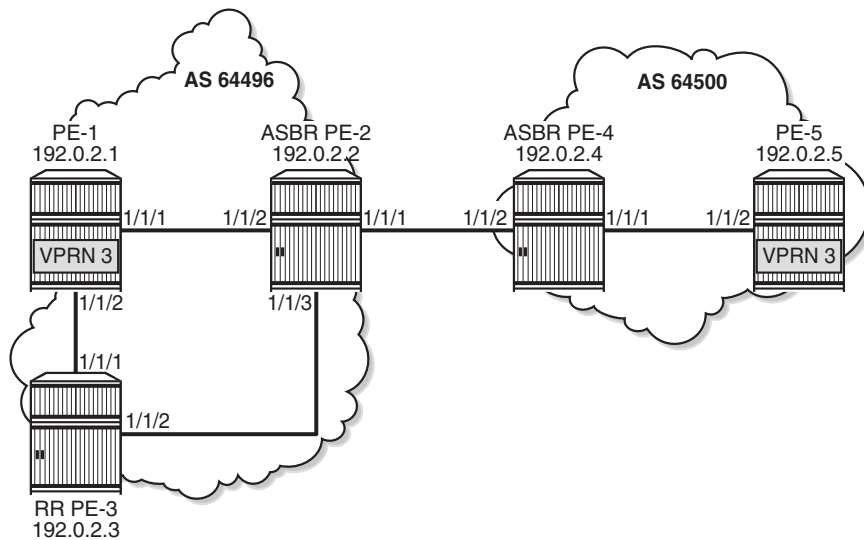 AS 64496
AS 64500
PE-1
192.0.2.1
ASBR PE-2
192.0.2.2
ASBR PE-4
192.0.2.4
PE-5
192.0.2.5
1/1/1
1/1/2
1/1/1
1/1/2
1/1/1
1/1/2
VPRN 3
VPRN 3
1/1/2
1/1/3
1/1/1
1/1/2
RR PE-3
192.0.2.3